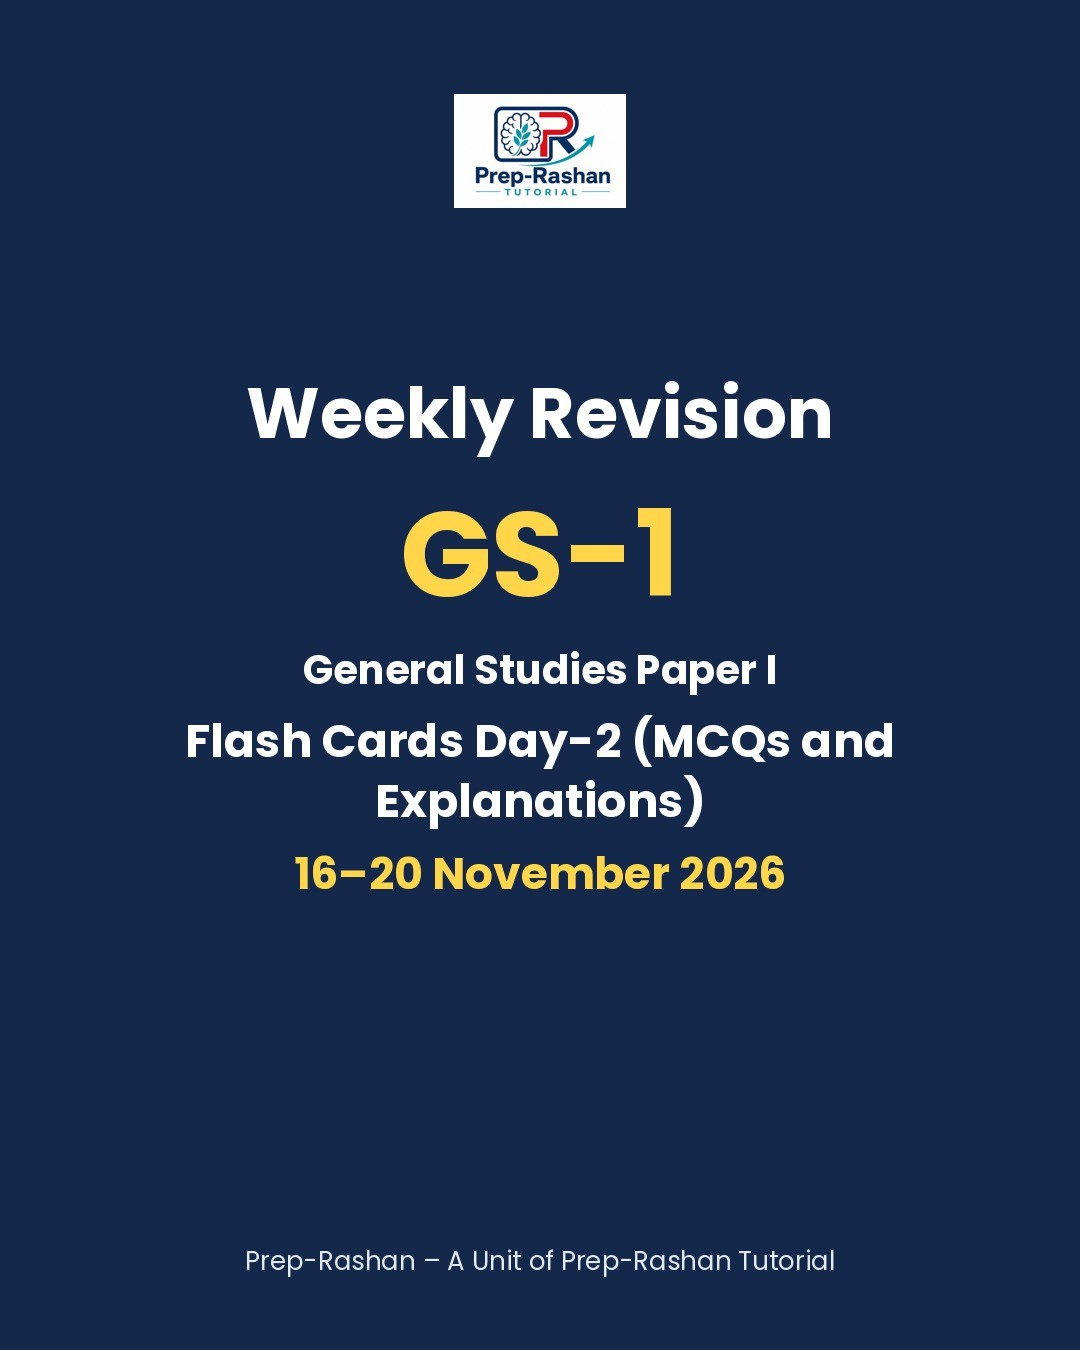 Prep-Rashan
TUTORIAL
Weekly Revision
GS-1
General Studies Paper I
Flash Cards Day-2 (MCQs and
Explanations)
16–20 November 2026
Prep-Rashan – A Unit of Prep-Rashan Tutorial